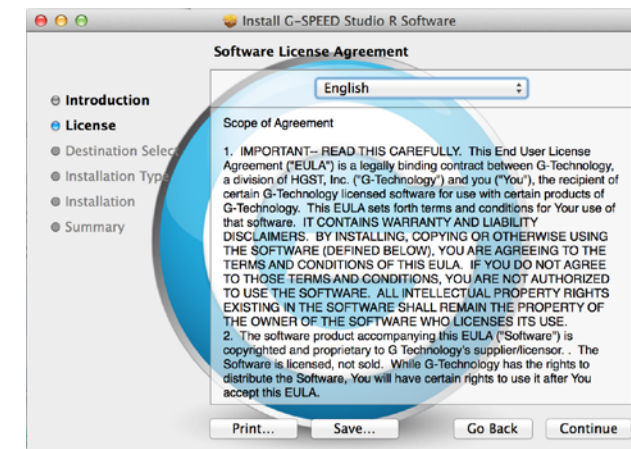 Install G-SPEED Studio R Software
Software License Agreement
English
Introduction
License
Destination Select
Installation Type
Installation
Summary
Scope of Agreement
1. IMPORTANT-- READ THIS CAREFULLY. This End User License
Agreement ("EULA") is a legally binding contract between G-Technology,
a division of HGST, Inc. ("G-Technology") and you ("You"), the recipient of
certain G-Technology licensed software for use with certain products of
G-Technology. This EULA sets forth terms and conditions for Your use of
that software. IT CONTAINS WARRANTY AND LIABILITY
DISCLAIMERS. BY INSTALLING, COPYING OR OTHERWISE USING
THE SOFTWARE (DEFINED BELOW), YOU ARE AGREEING TO THE
TERMS AND CONDITIONS OF THIS EULA. IF YOU DO NOT AGREE
TO THOSE TERMS AND CONDITIONS, YOU ARE NOT AUTHORIZED
TO USE THE SOFTWARE. ALL INTELLECTUAL PROPERTY RIGHTS
EXISTING IN THE SOFTWARE SHALL REMAIN THE PROPERTY OF
THE OWNER OF THE SOFTWARE WHO LICENSES ITS USE.
2. The software product accompanying this EULA ("Software") is
copyrighted and proprietary to G Technology's supplier/licensor. . The
Software is licensed, not sold. While G-Technology has the rights to
distribute the Software, You will have certain rights to use it after You
accept this EULA.
Print...
Save...
Go Back
Continue